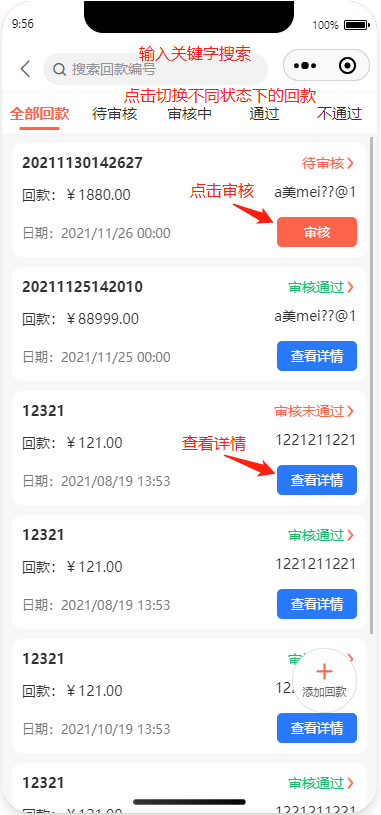 9:56
100%
输入关键字搜索
搜索回款编号
点击切换不同状态下的回款
全部回款 待审核 审核中 通过 不通过
20211130142627 待审核
回款：￥1880.00 a美mei??@1
点击审核
日期：2021/11/26 00:00 审核
20211125142010 审核通过
回款：￥88999.00 a美mei??@1
日期：2021/11/25 00:00 查看详情
12321 审核未通过
回款：￥121.00 1221211221
查看详情
日期：2021/08/19 13:53 查看详情
12321 审核通过
回款：￥121.00 1221211221
日期：2021/08/19 13:53 查看详情
12321
回款：￥121.00
添加回款
日期：2021/10/19 13:53 查看详情
12321 审核通过
回款：￥121.00 1221211221